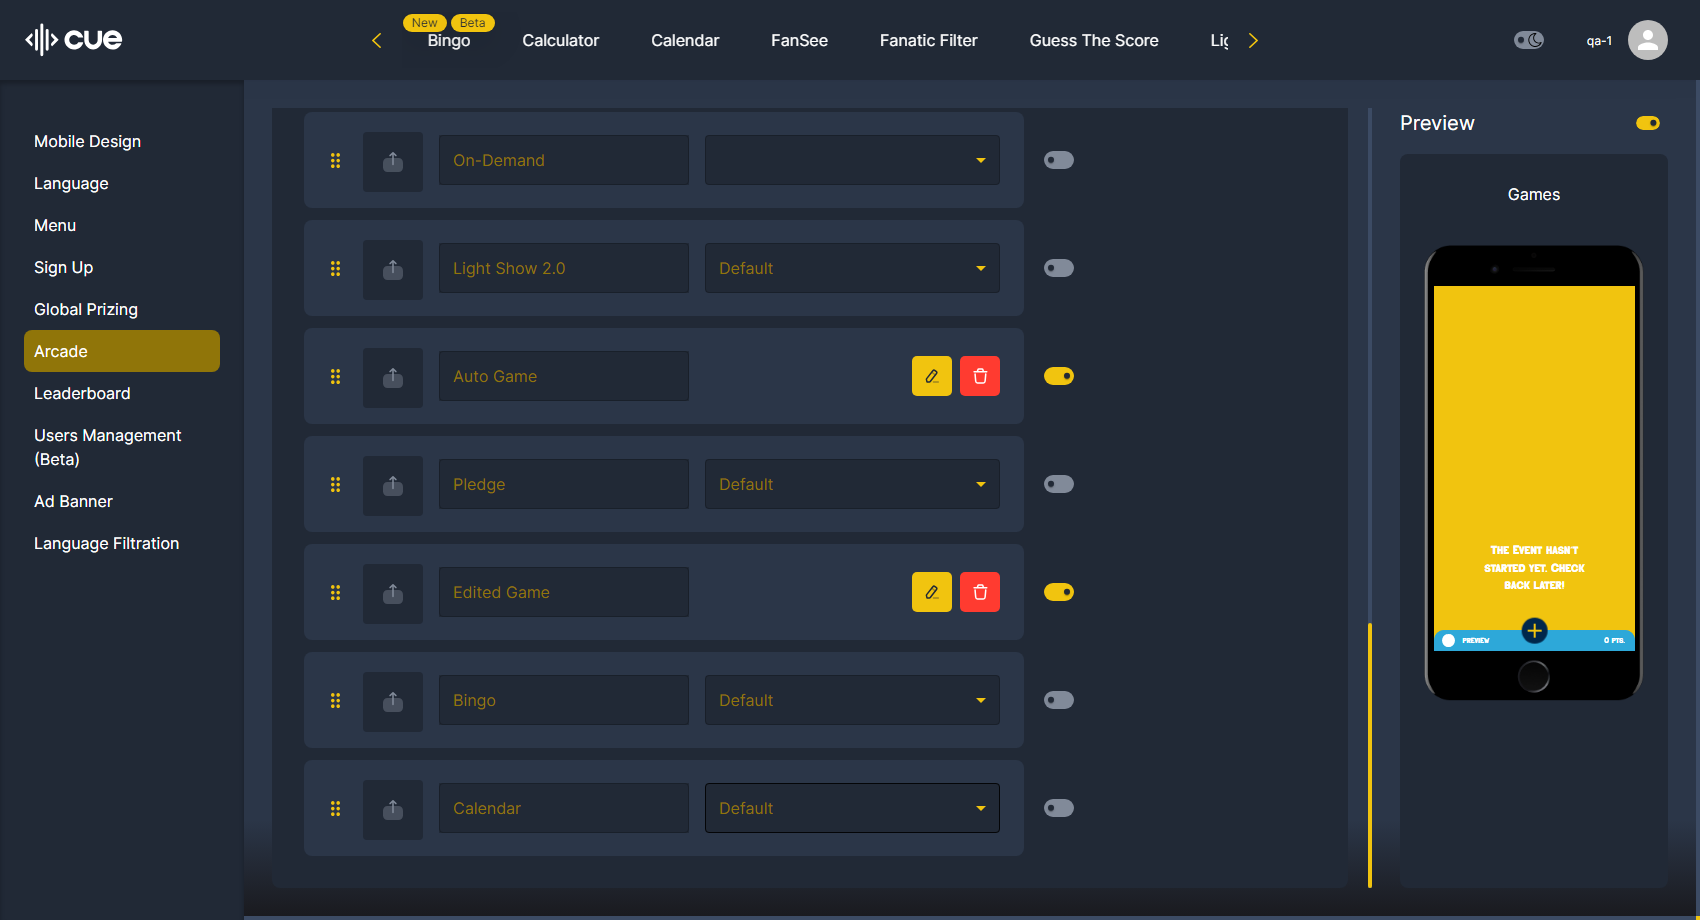 cue
New
Beta
Bingo
Calculator
Calendar
FanSee
Fanatic Filter
Guess The Score
qa-1
Mobile Design
Language
Menu
Sign Up
Global Prizing
Arcade
Leaderboard
Users Management
(Beta)
Ad Banner
Language Filtration
On-Demand
Light Show 2.0
Default
Auto Game
Pledge
Default
Edited Game
Bingo
Default
Calendar
Default
Preview
Games
The Event hasn't
started yet. Check
back later!
PREVIEW
0 PTS.